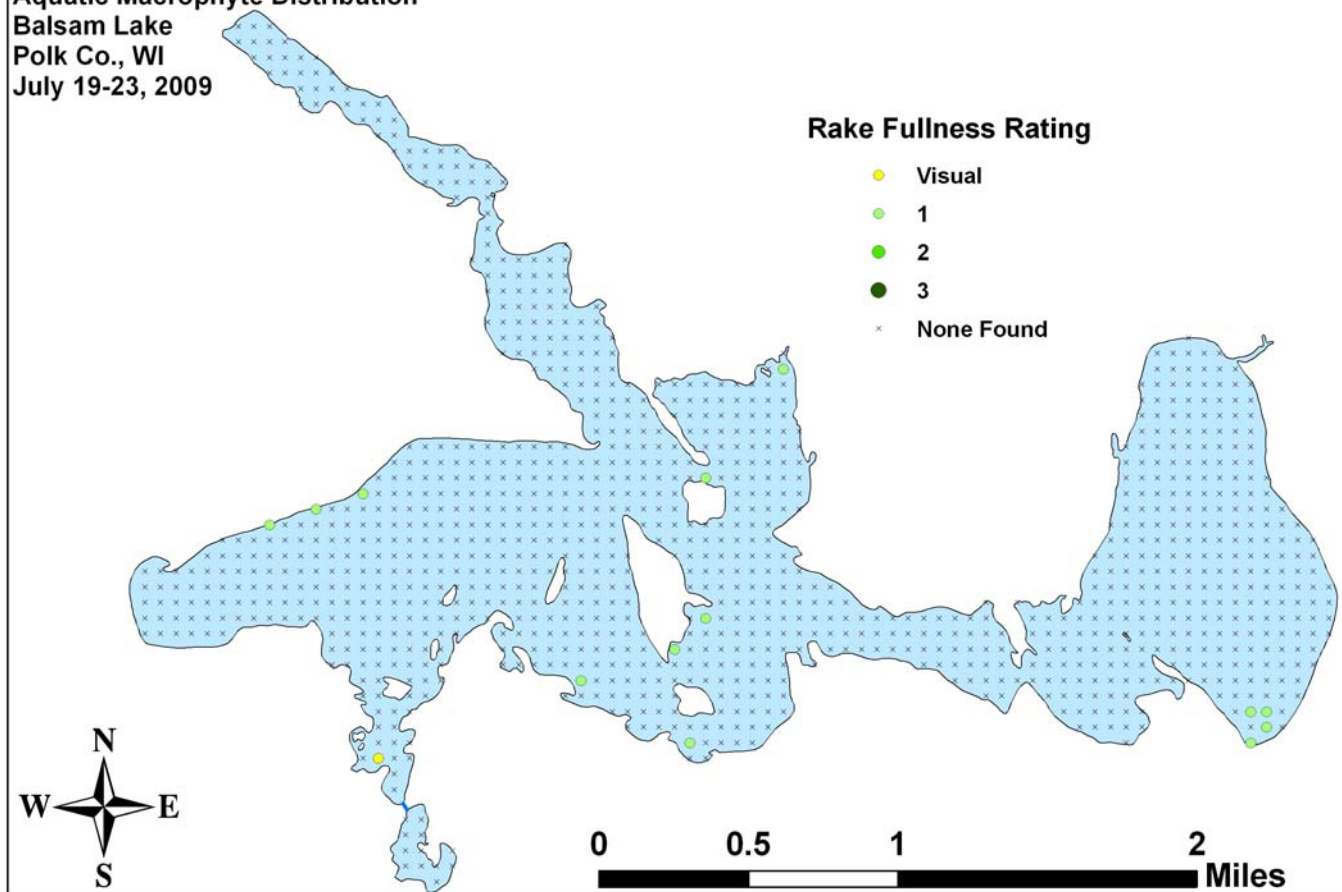 Aquatic Macrophyte Distribution
Balsam Lake
Polk Co., WI
July 19-23, 2009
Rake Fullness Rating
Visual
1
2
3
None Found
N
W E
S
0 0.5 1 2
Miles